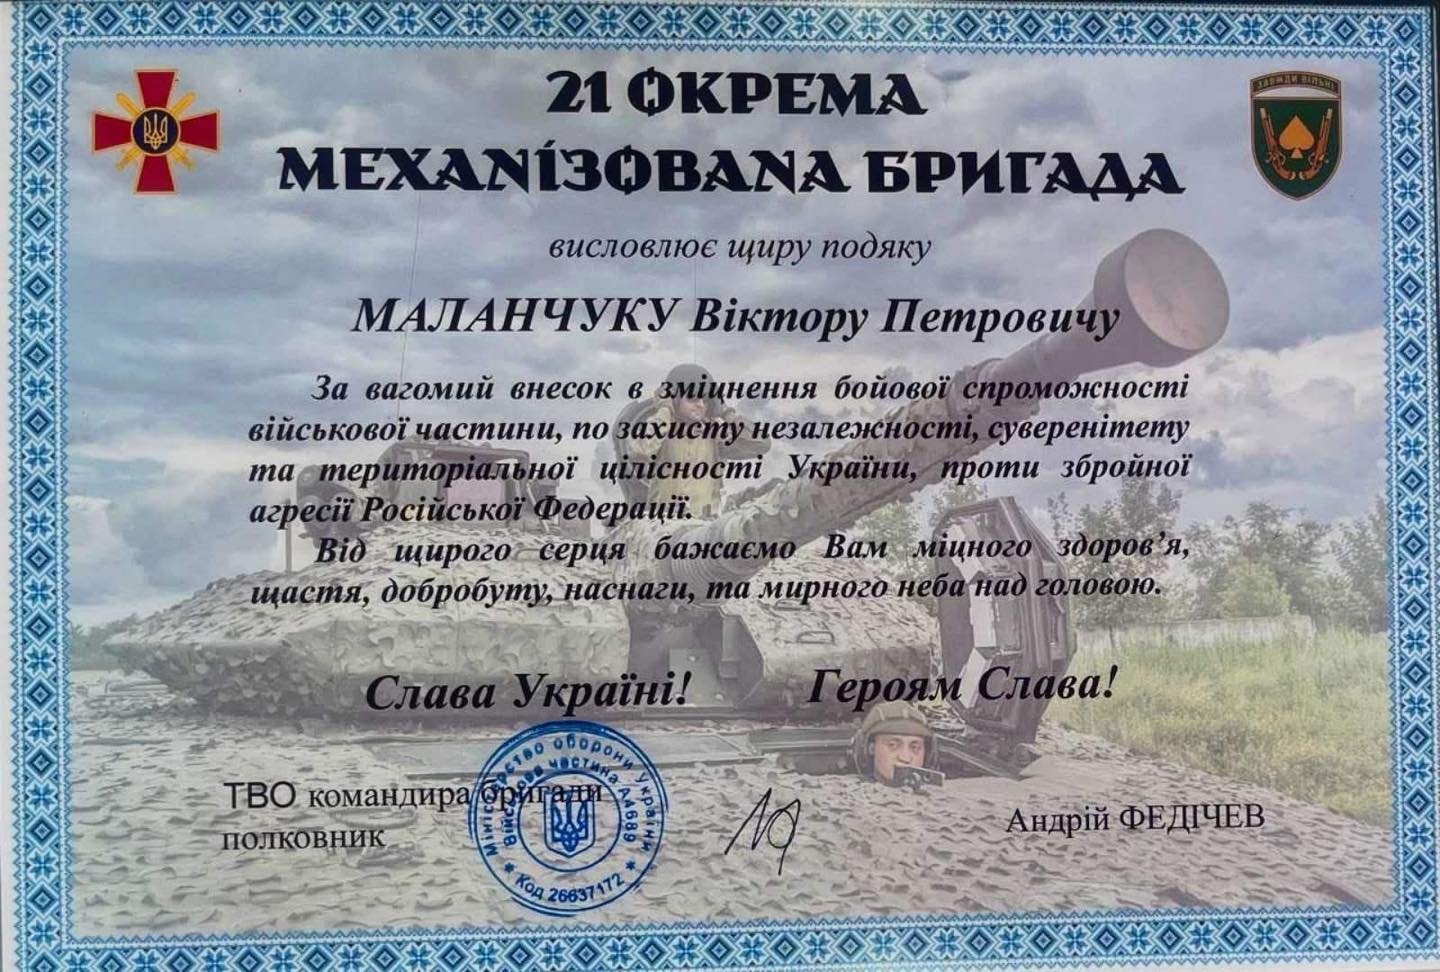 21 ОКРЕМА
МЕХАНІЗОВАНА БРИГАДА
ЗАВЖДИ ВІЛЬНІ
висловлює щиру подяку
МАЛАНЧУКУ Віктору Петровичу
За вагомий внесок в зміцнення бойової спроможності
військової частини, по захисту незалежності, суверенітету
та територіальної цілісності України, проти збройної
агресії Російської Федерації.
Від щирого серця бажаємо Вам міцного здоров’я,
щастя, добробуту, наснаги, та мирного неба над головою.
Слава Україні! Героям Слава!
ТВО командира бригади
полковник
Андрій ФЕДІЧЕВ
Міністерство оборони України
Військова частина А4689
Код 26637172